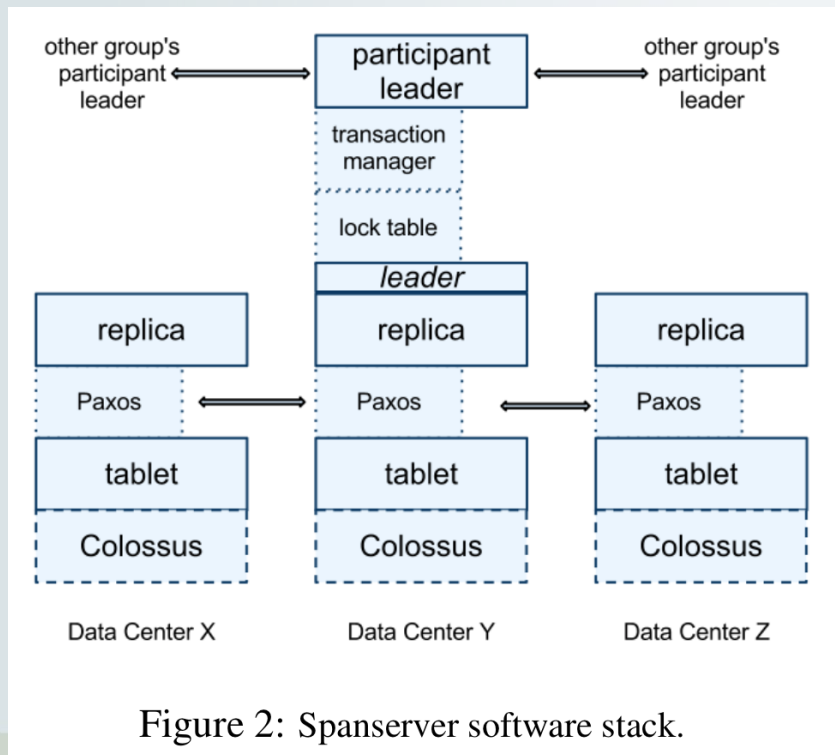 other group's
participant
leader
participant
leader
other group's
participant
leader
transaction
manager
lock table
leader
replica
replica
replica
Paxos
Paxos
Paxos
tablet
tablet
tablet
Colossus
Colossus
Colossus
Data Center X
Data Center Y
Data Center Z
Figure 2: Spanserver software stack.